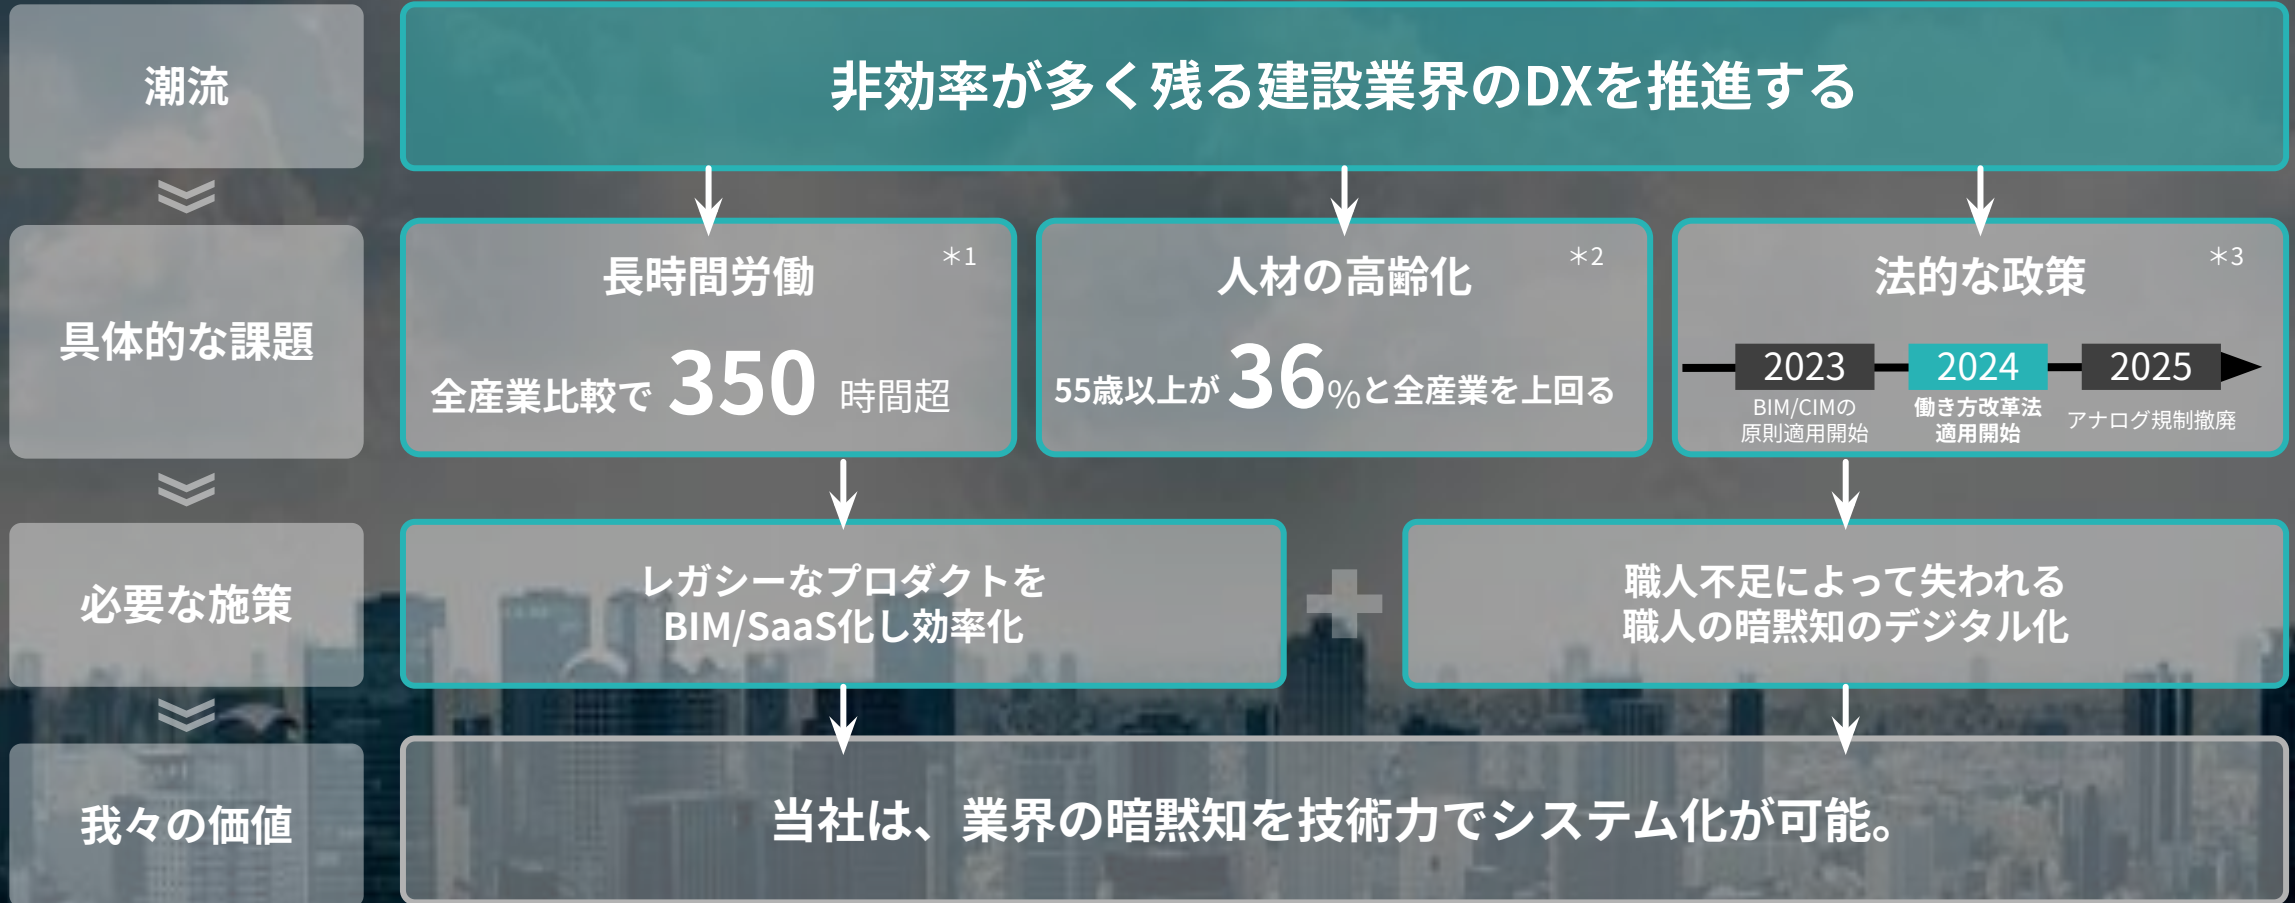 潮流
非効率が多く残る建設業界のDXを推進する
具体的な課題
長時間労働
＊1
全産業比較で 350 時間超
人材の高齢化
＊2
55歳以上が36%と全産業を上回る
法的な政策
＊3
2023
2024
2025
BIM/CIMの
原則適用開始
働き方改革法
適用開始
アナログ規制撤廃
必要な施策
レガシーなプロダクトを
BIM/SaaS化し効率化
職人不足によって失われる
職人の暗黙知のデジタル化
我々の価値
当社は、業界の暗黙知を技術力でシステム化が可能。